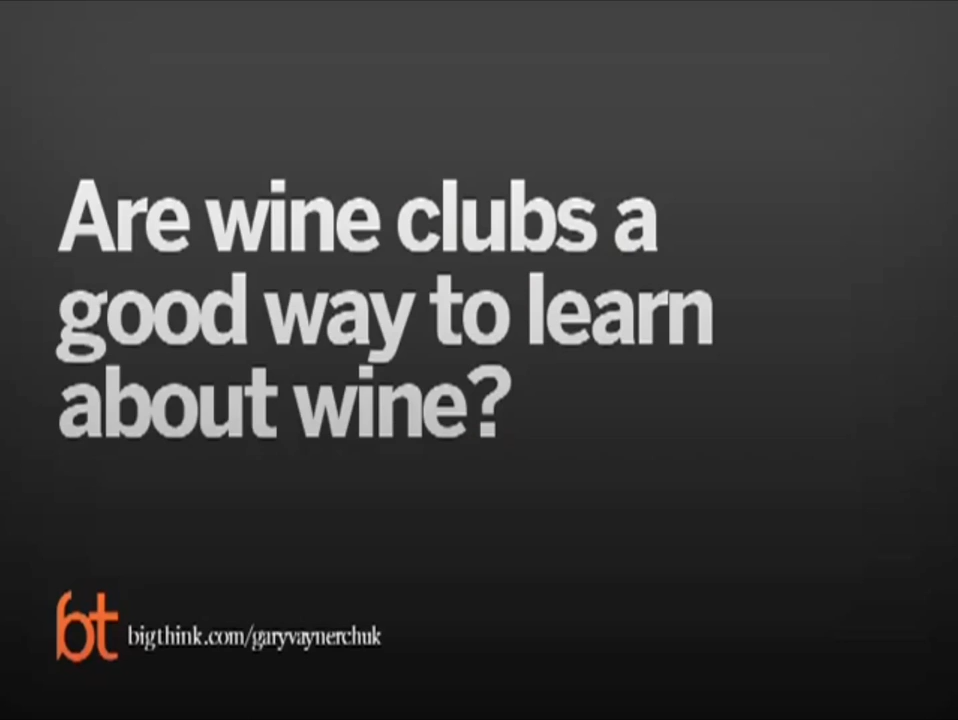 Are wine clubs a
good way to learn
about wine?
bt bigthink.com/garyvaynerchuk